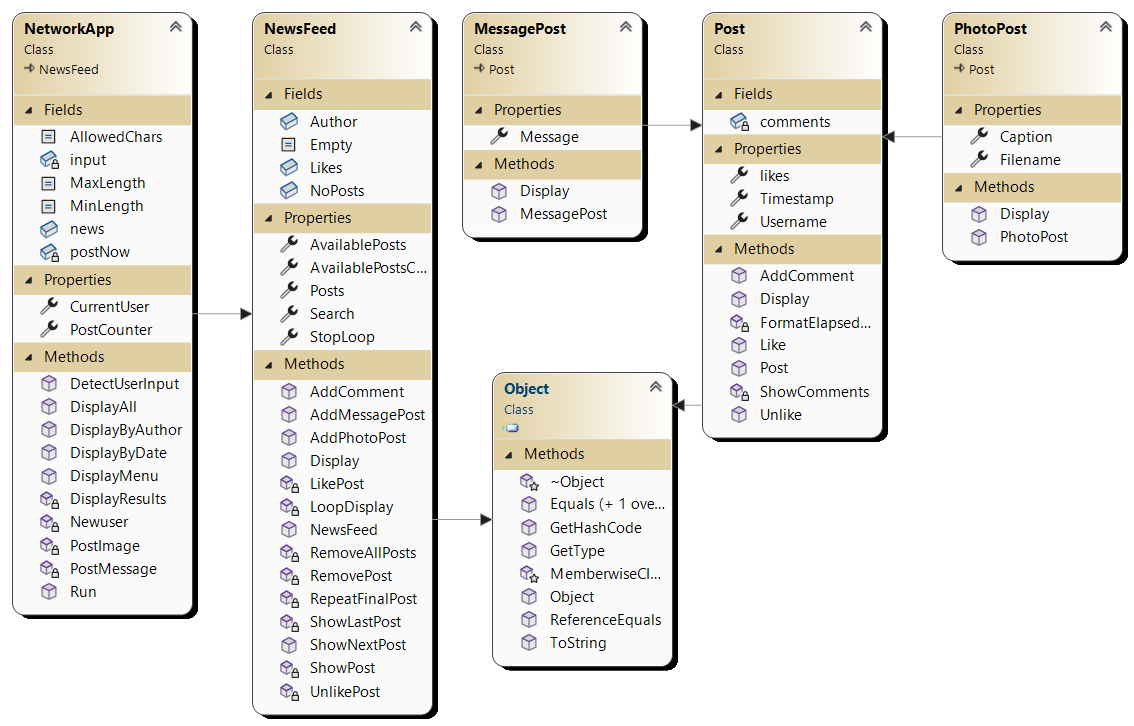 NetworkApp
Class
NewsFeed
Fields
AllowedChars
input
MaxLength
MinLength
news
postNow
Properties
CurrentUser
PostCounter
Methods
DetectUserInput
DisplayAll
DisplayByAuthor
DisplayByDate
DisplayMenu
DisplayResults
Newuser
PostImage
PostMessage
Run
NewsFeed
Class
Fields
Author
Empty
Likes
NoPosts
Properties
AvailablePosts
AvailablePostsC...
Posts
Search
StopLoop
Methods
AddComment
AddMessagePost
AddPhotoPost
Display
LikePost
LoopDisplay
NewsFeed
RemoveAllPosts
RemovePost
RepeatFinalPost
ShowLastPost
ShowNextPost
ShowPost
UnlikePost
MessagePost
Class
Post
Properties
Message
Methods
Display
MessagePost
Object
Class
Methods
~Object
Equals (+ 1 ove...
GetHashCode
GetType
MemberwiseCl...
Object
ReferenceEquals
ToString
Post
Class
Fields
comments
Properties
likes
Timestamp
Username
Methods
AddComment
Display
FormatElapsed...
Like
Post
ShowComments
Unlike
PhotoPost
Class
Post
Properties
Caption
Filename
Methods
Display
PhotoPost